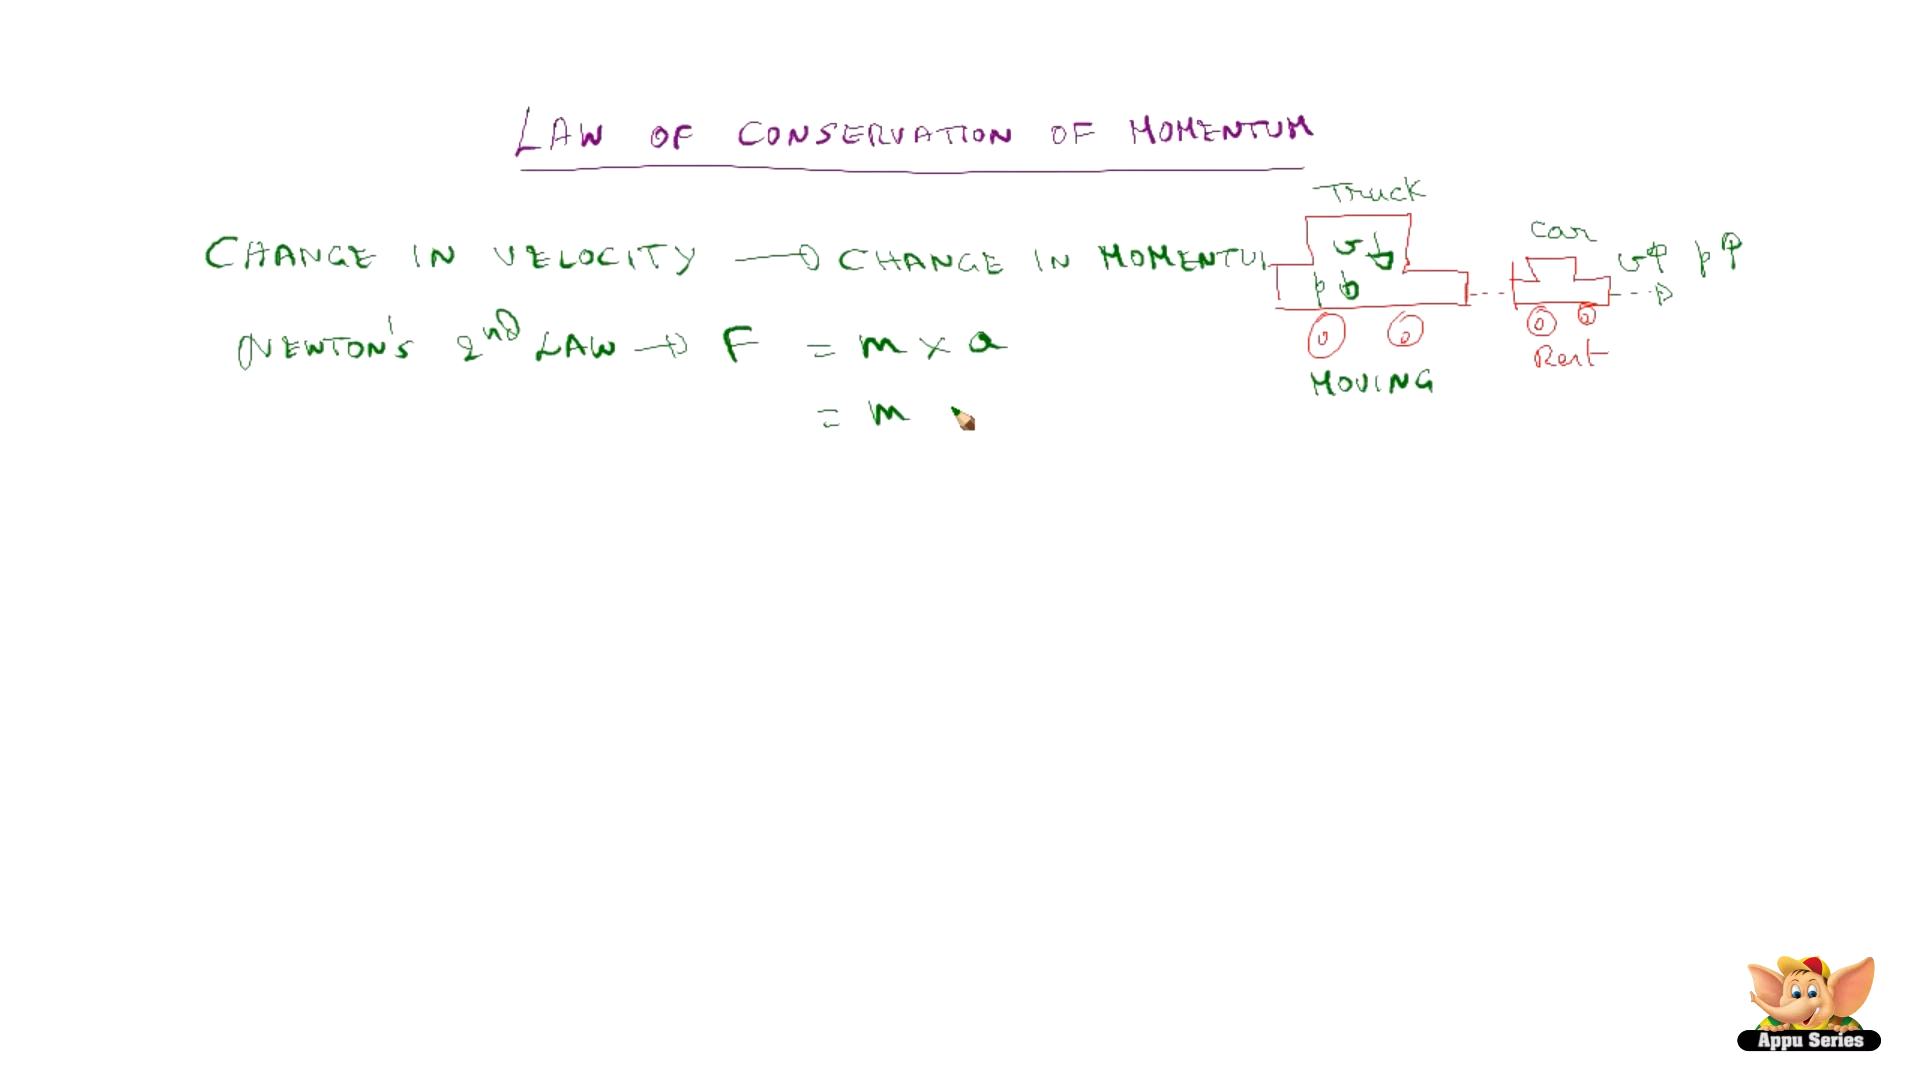 LAW OF CONSERVATION OF MOMENTUM
Truck
Car
CHANGE IN VELOCITY → CHANGE IN MOMENTUM
v↓
p↓
v↑ p↑
NEWTON'S 2nd LAW → F = m × a
Rest
MOVING
= m
Appu Series